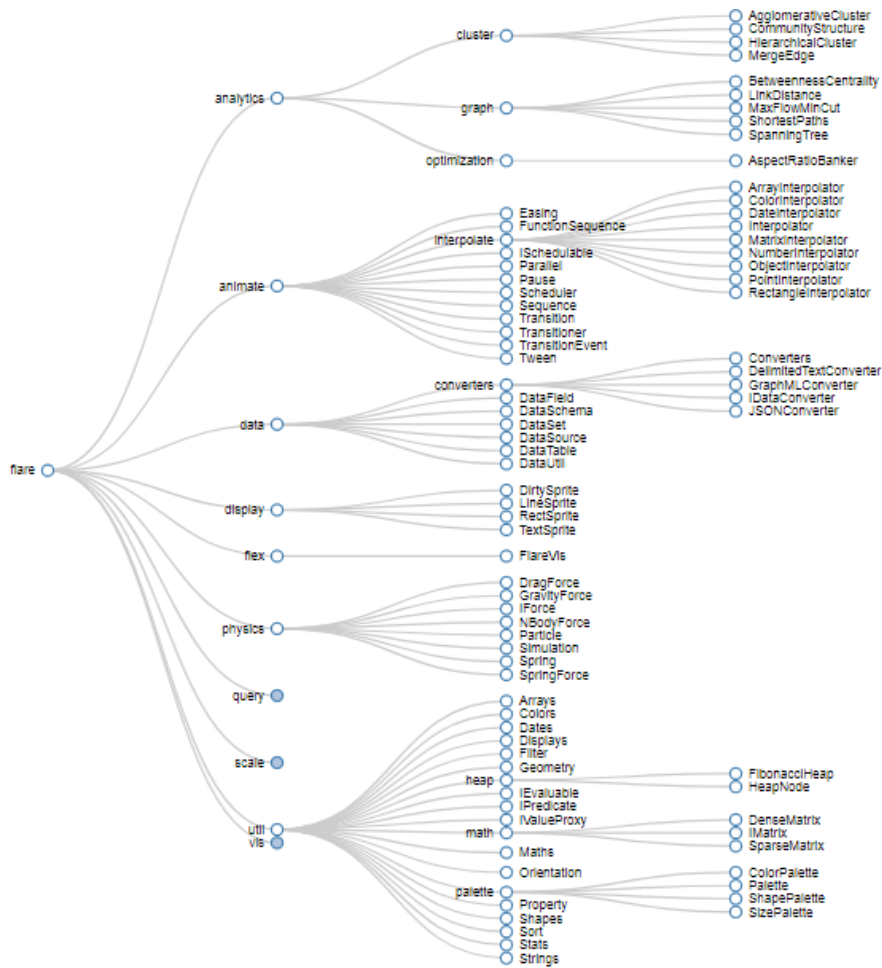 flare
analytics
cluster
AgglomerativeCluster
CommunityStructure
HierarchicalCluster
MergeEdge
graph
BetweennessCentrality
LinkDistance
MaxFlowMinCut
ShortestPaths
SpanningTree
optimization
AspectRatioBanker
animate
Easing
FunctionSequence
interpolate
ArrayInterpolator
ColorInterpolator
DateInterpolator
Interpolator
MatrixInterpolator
NumberInterpolator
ObjectInterpolator
PointInterpolator
RectangleInterpolator
ISchedulable
Parallel
Pause
Scheduler
Sequence
Transition
Transitioner
TransitionEvent
Tween
data
converters
Converters
DelimitedTextConverter
GraphMLConverter
IDataConverter
JSONConverter
DataField
DataSchema
DataSet
DataSource
DataTable
DataUtil
display
DirtySprite
LineSprite
RectSprite
TextSprite
flex
FlareVis
physics
DragForce
GravityForce
IForce
NBodyForce
Particle
Simulation
Spring
SpringForce
query
scale
util
Arrays
Colors
Dates
Displays
Filter
Geometry
heap
FibonacciHeap
HeapNode
IEvaluable
IPredicate
IValueProxy
math
DenseMatrix
IMatrix
SparseMatrix
Maths
Orientation
palette
ColorPalette
Palette
ShapePalette
SizePalette
Property
Shapes
Sort
Stats
Strings
vis